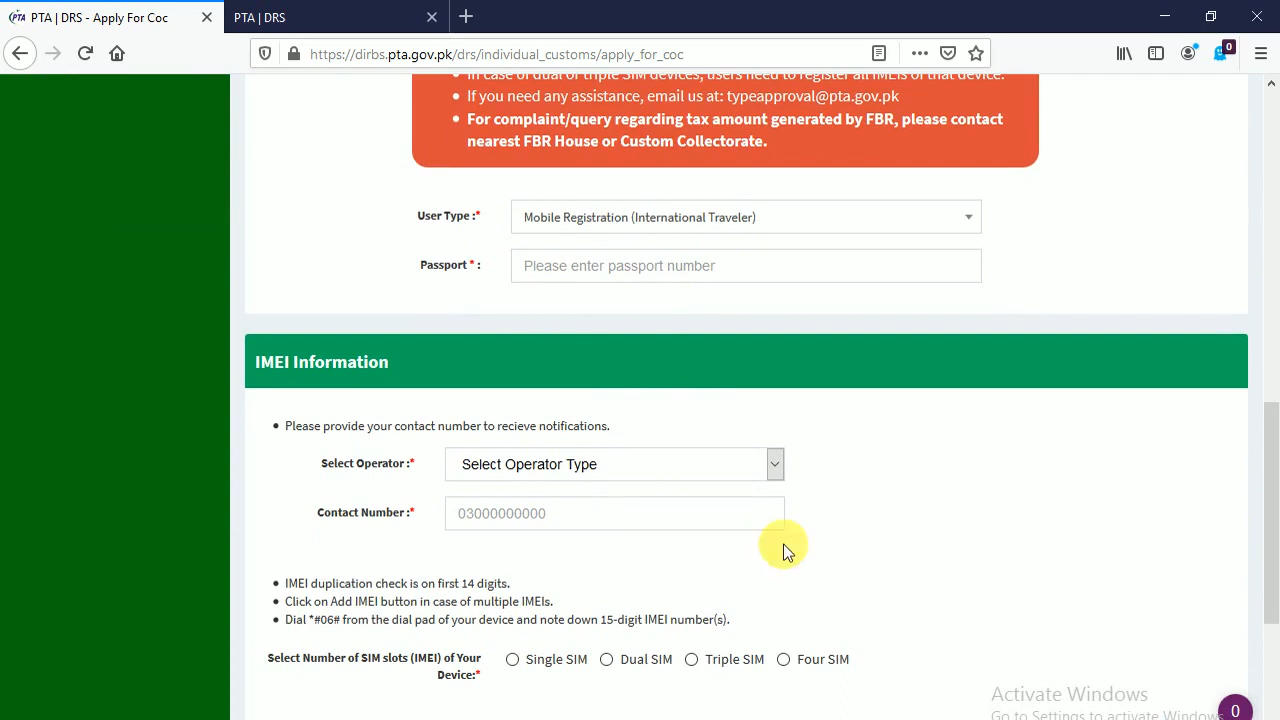 PTA | DRS - Apply For Coc
PTA | DRS
https://dirbs.pta.gov.pk/drs/individual_customs/apply_for_coc
0
In case of dual or triple SIM devices, users need to register all IMEIs of that device.
If you need any assistance, email us at: typeapproval@pta.gov.pk
For complaint/query regarding tax amount generated by FBR, please contact
nearest FBR House or Custom Collectorate.
User Type :*
Mobile Registration (International Traveler)
Passport * :
Please enter passport number
IMEI Information
Please provide your contact number to recieve notifications.
Select Operator :*
Select Operator Type
Contact Number :*
03000000000
IMEI duplication check is on first 14 digits.
Click on Add IMEI button in case of multiple IMEIs.
Dial *#06# from the dial pad of your device and note down 15-digit IMEI number(s).
Select Number of SIM slots (IMEI) of Your
Device:*
Single SIM
Dual SIM
Triple SIM
Four SIM
Activate Windows
Go to Settings to activate Windows
0